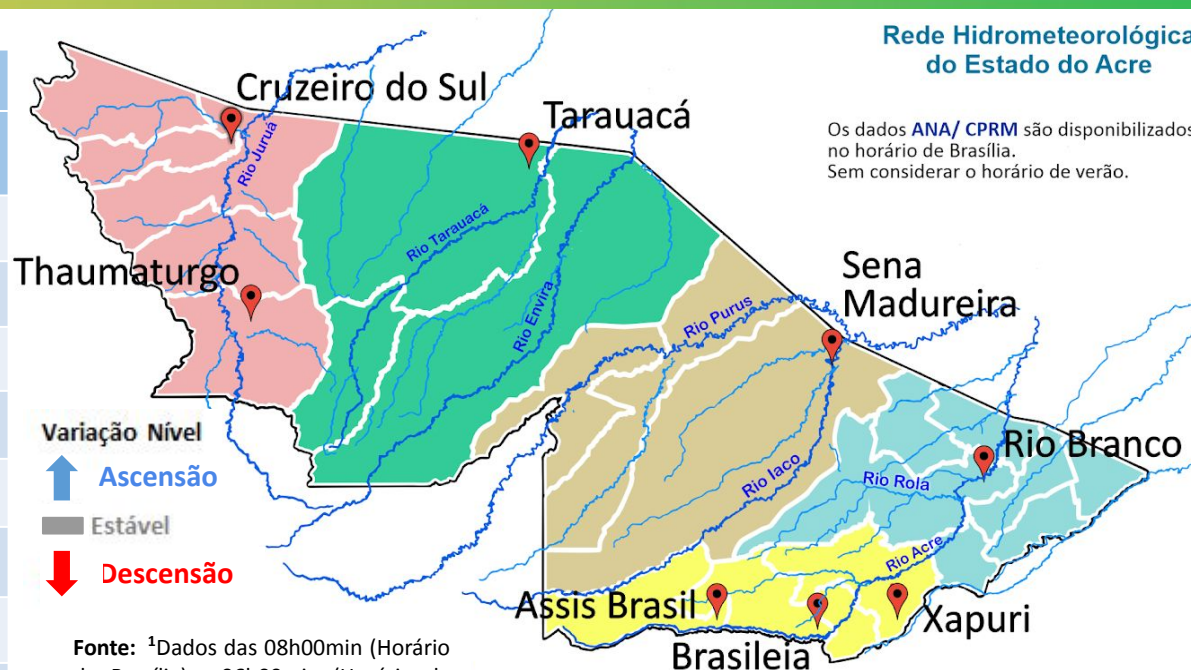 Rede Hidrometeorológica
do Estado do Acre
Os dados ANA/ CPRM são disponibilizados
no horário de Brasília.
Sem considerar o horário de verão.
Cruzeiro do Sul
Tarauacá
Rio Juruá
Rio Tarauacá
Thaumaturgo
Rio Envira
Sena
Madureira
Rio Purus
Variação Nível
Ascensão
Estável
Descensão
Rio Branco
Rio Iaco
Rio Rola
Rio Acre
Assis Brasil
Xapuri
Brasileia
Fonte: ¹Dados das 08h00min (Horário